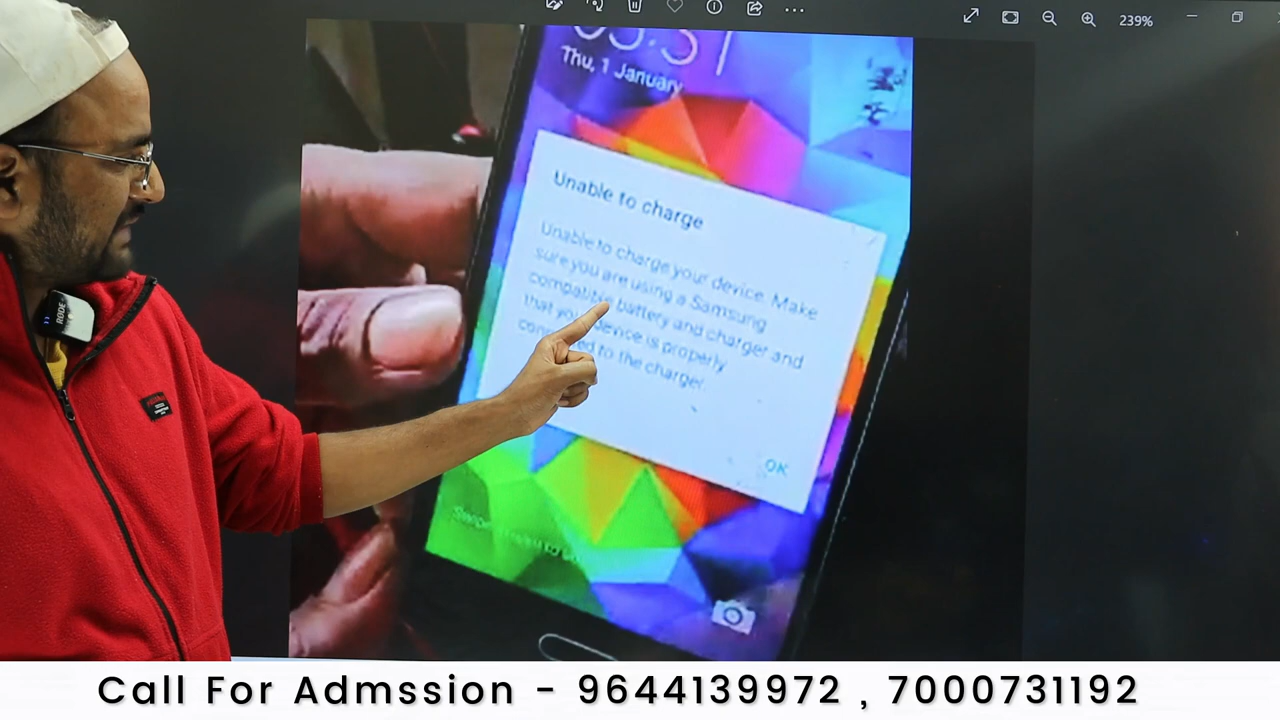 239%
Thu, 1 January
Unable to charge
Unable to charge your device. Make
sure you are using a Samsung
compatible battery and charger and
that your device is properly
connected to the charger.
OK
RODE
Call For Admssion - 9644139972 , 7000731192